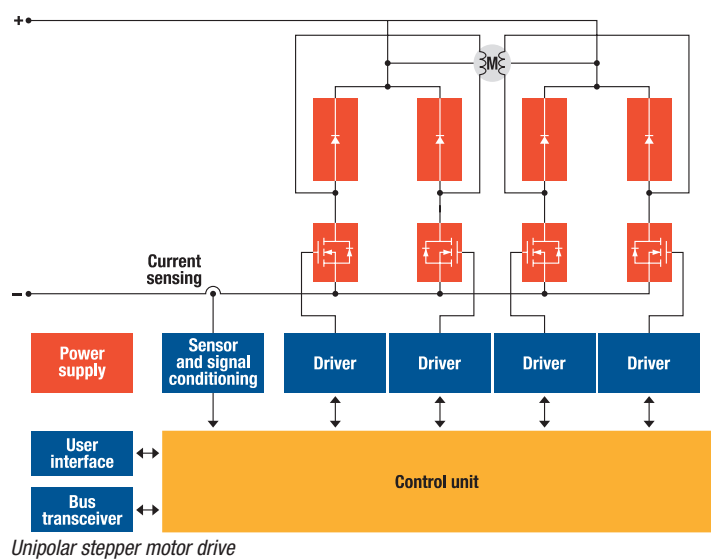 +
M
Current
sensing
–
Power
supply
Sensor
and signal
conditioning
Driver
Driver
Driver
Driver
User
interface
Control unit
Bus
transceiver
Unipolar stepper motor drive